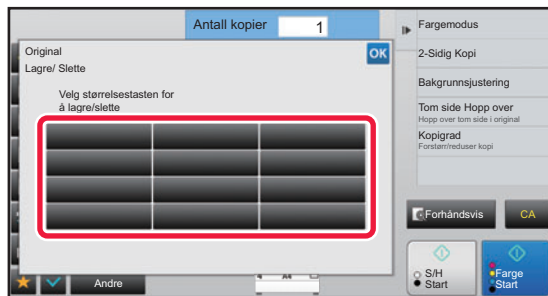 Antall kopier 1
Original
Lagre/ Slette
OK
Velg størrelsestasten for
å lagre/slette
Fargemodus
2-Sidig Kopi
Bakgrunnsjustering
Tom side Hopp over
Hopp over tom side i original
Kopigrad
Forstørr/reduser kopi
Forhåndsvis
CA
Andre
A4
S/H
Start
Farge
Start